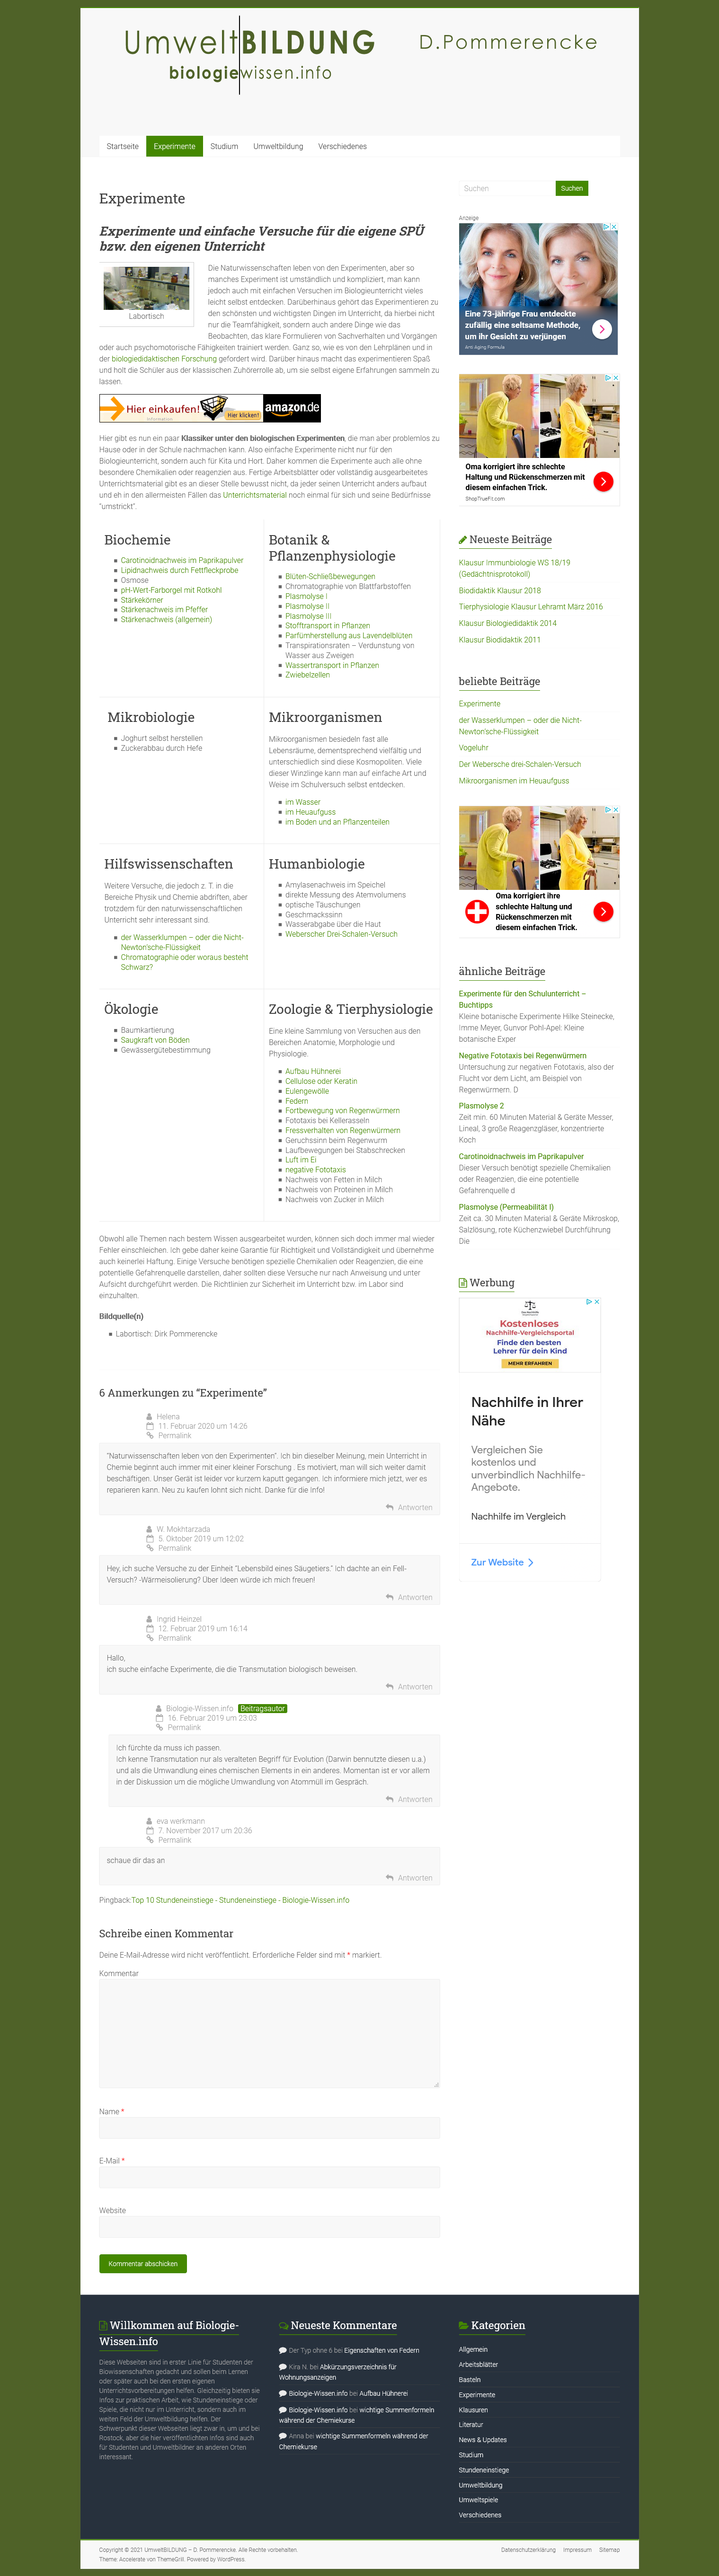 UmweltBILDUNG
biologiewissen.info
D.Pommerencke
Startseite
Experimente
Studium
Umweltbildung
Verschiedenes
Experimente
Experimente und einfache Versuche für die eigene SPÜ
bzw. den eigenen Unterricht
Labortisch
Die Naturwissenschaften leben von den Experimenten, aber so
manches Experiment ist umständlich und kompliziert, man kann
jedoch auch mit einfachen Versuchen im Biologieunterricht vieles
leicht selbst entdecken. Darüberhinaus gehört das Experimentieren zu
den schönsten und wichtigsten Dingen im Unterricht, da hierbei nicht
nur die Teamfähigkeit, sondern auch andere Dinge wie das
Beobachten, das klare Formulieren von Sachverhalten und Vorgängen
oder auch psychomotorische Fähigkeiten trainiert werden. Ganz so, wie es von den Lehrplänen und in
der biologiedidaktischen Forschung gefordert wird. Darüber hinaus macht das experimentieren Spaß
und holt die Schüler aus der klassischen Zuhörerrolle ab, um sie selbst eigene Erfahrungen sammeln zu
lassen.
Hier einkaufen!
Information
Hier klicken!
amazon.de
Hier gibt es nun ein paar Klassiker unter den biologischen Experimenten, die man aber problemlos zu
Hause oder in der Schule nachmachen kann. Also einfache Experimente nicht nur für den
Biologieunterricht, sondern auch für Kita und Hort. Daher kommen die Experimente auch alle ohne
besondere Chemikalien oder reagenzien aus. Fertige Arbeitsblätter oder vollständig ausgearbeitetes
Unterrichtsmaterial gibt es an dieser Stelle bewusst nicht, da jeder seinen Unterricht anders aufbaut
und eh in den allermeisten Fällen das Unterrichtsmaterial noch einmal für sich und seine Bedürfnisse
"umstrickt".
Biochemie
Carotinoidnachweis im Paprikapulver
Lipidnachweis durch Fettfleckprobe
Osmose
pH-Wert-Farborgel mit Rotkohl
Stärkekörner
Stärkenachweis im Pfeffer
Stärkenachweis (allgemein)
Botanik &
Pflanzenphysiologie
Blüten-Schließbewegungen
Chromatographie von Blattfarbstoffen
Plasmolyse I
Plasmolyse II
Plasmolyse III
Stofftransport in Pflanzen
Parfümherstellung aus Lavendelblüten
Transpirationsraten – Verdunstung von
Wasser aus Zweigen
Wassertransport in Pflanzen
Zwiebelzellen
Mikrobiologie
Joghurt selbst herstellen
Zuckerabbau durch Hefe
Mikroorganismen
Mikroorganismen besiedeln fast alle
Lebensräume, dementsprechend vielfältig und
unterschiedlich sind diese Kosmopoliten. Viele
dieser Winzlinge kann man auf einfache Art und
Weise im Schulversuch selbst entdecken.
im Wasser
im Heuaufguss
im Boden und an Pflanzenteilen
Hilfswissenschaften
Weitere Versuche, die jedoch z. T. in die
Bereiche Physik und Chemie abdriften, aber
trotzdem für den naturwissenschaftlichen
Unterricht sehr interessant sind.
der Wasserklumpen – oder die Nicht-
Newton'sche-Flüssigkeit
Chromatographie oder woraus besteht
Schwarz?
Humanbiologie
Amylasenachweis im Speichel
direkte Messung des Atemvolumens
optische Täuschungen
Geschmackssinn
Wasserabgabe über die Haut
Weberscher Drei-Schalen-Versuch
Ökologie
Baumkartierung
Saugkraft von Böden
Gewässergütebestimmung
Zoologie & Tierphysiologie
Eine kleine Sammlung von Versuchen aus den
Bereichen Anatomie, Morphologie und
Physiologie.
Aufbau Hühnerei
Cellulose oder Keratin
Eulengewölle
Federn
Fortbewegung von Regenwürmern
Fototaxis bei Kellerasseln
Fressverhalten von Regenwürmern
Geruchssinn beim Regenwurm
Laufbewegungen bei Stabschrecken
Luft im Ei
negative Fototaxis
Nachweis von Fetten in Milch
Nachweis von Proteinen in Milch
Nachweis von Zucker in Milch
Obwohl alle Themen nach bestem Wissen ausgearbeitet wurden, können sich doch immer mal wieder
Fehler einschleichen. Ich gebe daher keine Garantie für Richtigkeit und Vollständigkeit und übernehme
auch keinerlei Haftung. Einige Versuche benötigen spezielle Chemikalien oder Reagenzien, die eine
potentielle Gefahrenquelle darstellen, daher sollten diese Versuche nur nach Anweisung und unter
Aufsicht durchgeführt werden. Die Richtlinien zur Sicherheit im Unterricht bzw. im Labor sind
einzuhalten.
Bildquelle(n)
Labortisch: Dirk Pommerencke
6 Anmerkungen zu "Experimente"
Helena
11. Februar 2020 um 14:26
Permalink
"Naturwissenschaften leben von den Experimenten". Ich bin dieselber Meinung, mein Unterricht in
Chemie beginnt auch immer mit einer kleiner Forschung . Es motiviert, man will sich weiter damit
beschäftigen. Unser Gerät ist leider vor kurzem kaputt gegangen. Ich informiere mich jetzt, wer es
reparieren kann. Neu zu kaufen lohnt sich nicht. Danke für die Info!
Antworten
W. Mokhtarzada
5. Oktober 2019 um 12:02
Permalink
Hey, ich suche Versuche zu der Einheit "Lebensbild eines Säugetiers." Ich dachte an ein Fell-
Versuch? -Wärmeisolierung? Über Ideen würde ich mich freuen!
Antworten
Ingrid Heinzel
12. Februar 2019 um 16:14
Permalink
Hallo,
ich suche einfache Experimente, die die Transmutation biologisch beweisen.
Antworten
Biologie-Wissen.info Beitragsautor
16. Februar 2019 um 23:03
Permalink
Ich fürchte da muss ich passen.
Ich kenne Transmutation nur als veralteten Begriff für Evolution (Darwin bennutzte diesen u.a.)
und als die Umwandlung eines chemischen Elements in ein anderes. Momentan ist er vor allem
in der Diskussion um die mögliche Umwandlung von Atommüll im Gespräch.
Antworten
eva werkmann
7. November 2017 um 20:36
Permalink
schaue dir das an
Antworten
Pingback:Top 10 Stundeneinstiege - Stundeneinstiege - Biologie-Wissen.info
Schreibe einen Kommentar
Deine E-Mail-Adresse wird nicht veröffentlicht. Erforderliche Felder sind mit * markiert.
Kommentar
Name *
E-Mail *
Website
Kommentar abschicken
Suchen
Suchen
Anzeige
Eine 73-jährige Frau entdeckte
zufällig eine seltsame Methode,
um ihr Gesicht zu verjüngen
Anti Aging Formula
Oma korrigiert ihre schlechte
Haltung und Rückenschmerzen mit
diesem einfachen Trick.
ShopTrueFit.com
Neueste Beiträge
Klausur Immunbiologie WS 18/19
(Gedächtnisprotokoll)
Biodidaktik Klausur 2018
Tierphysiologie Klausur Lehramt März 2016
Klausur Biologiedidaktik 2014
Klausur Biodidaktik 2011
beliebte Beiträge
Experimente
der Wasserklumpen – oder die Nicht-
Newton'sche-Flüssigkeit
Vogeluhr
Der Webersche drei-Schalen-Versuch
Mikroorganismen im Heuaufguss
Oma korrigiert ihre
schlechte Haltung und
Rückenschmerzen mit
diesem einfachen Trick.
ähnliche Beiträge
Experimente für den Schulunterricht –
Buchtipps
Kleine botanische Experimente Hilke Steinecke,
Imme Meyer, Gunvor Pohl-Apel: Kleine
botanische Exper
Negative Fototaxis bei Regenwürmern
Untersuchung zur negativen Fototaxis, also der
Flucht vor dem Licht, am Beispiel von
Regenwürmern. D
Plasmolyse 2
Zeit min. 60 Minuten Material & Geräte Messer,
Lineal, 3 große Reagenzgläser, konzentrierte
Koch
Carotinoidnachweis im Paprikapulver
Dieser Versuch benötigt spezielle Chemikalien
oder Reagenzien, die eine potentielle
Gefahrenquelle d
Plasmolyse (Permeabilität I)
Zeit ca. 30 Minuten Material & Geräte Mikroskop,
Salzlösung, rote Küchenzwiebel Durchführung
Die
Werbung
Kostenloses
Nachhilfe-Vergleichsportal
Finde den besten
Lehrer für dein Kind
MEHR ERFAHREN
Nachhilfe in Ihrer
Nähe
Vergleichen Sie
kostenlos und
unverbindlich Nachhilfe-
Angebote.
Nachhilfe im Vergleich
Zur Website
Willkommen auf Biologie-
Wissen.info
Diese Webseiten sind in erster Linie für Studenten der
Biowissenschaften gedacht und sollen beim Lernen
oder später auch bei den ersten eigenen
Unterrichtsvorbereitungen helfen. Gleichzeitig bieten sie
Infos zur praktischen Arbeit, wie Stundeneinstiege oder
Spiele, die nicht nur im Unterricht, sondern auch im
weiten Feld der Umweltbildung helfen. Der
Schwerpunkt dieser Webseiten liegt zwar in, um und bei
Rostock, aber die hier veröffentlichten Infos sind auch
für Studenten und Umweltbildner an anderen Orten
interessant.
Neueste Kommentare
Der Typ ohne 6 bei Eigenschaften von Federn
Kira N. bei Abkürzungsverzeichnis für
Wohnungsanzeigen
Biologie-Wissen.info bei Aufbau Hühnerei
Biologie-Wissen.info bei wichtige Summenformeln
während der Chemiekurse
Anna bei wichtige Summenformeln während der
Chemiekurse
Kategorien
Allgemein
Arbeitsblätter
Basteln
Experimente
Klausuren
Literatur
News & Updates
Studium
Stundeneinstiege
Umweltbildung
Umweltspiele
Verschiedenes
Copyright © 2021 UmweltBILDUNG – D. Pommerencke. Alle Rechte vorbehalten.
Theme: Accelerate von ThemeGrill. Powered by WordPress.
Datenschutzerklärung
Impressum
Sitemap